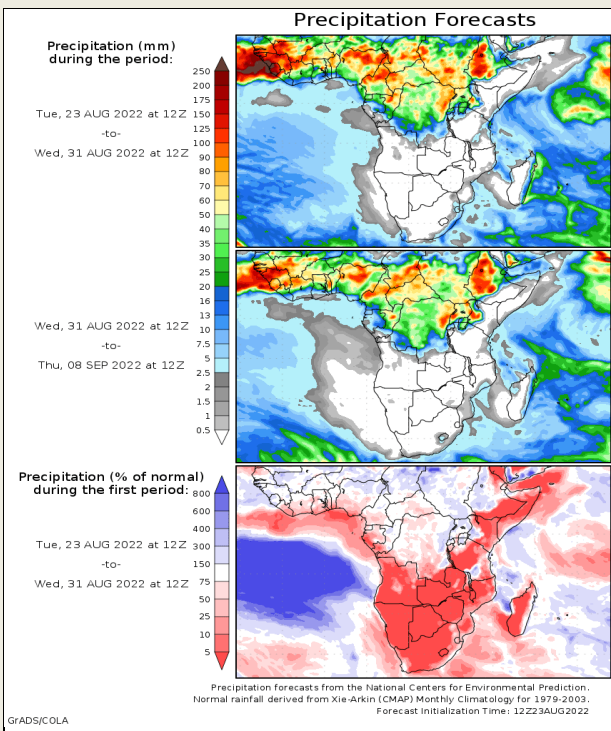 Precipitation Forecasts
Precipitation (mm)
during the period:
Tue, 23 AUG 2022 at 12Z
-to-
Wed, 31 AUG 2022 at 12Z
250
200
175
150
125
100
90
80
70
60
50
40
35
30
25
20
16
13
10
7.5
5
2.5
2
1.5
1
0.5
Wed, 31 AUG 2022 at 12Z
-to-
Thu, 08 SEP 2022 at 12Z
Precipitation (% of normal)
during the first period:
Tue, 23 AUG 2022 at 12Z
-to-
Wed, 31 AUG 2022 at 12Z
800
600
400
300
150
75
50
25
10
5
Precipitation forecasts from the National Centers for Environmental Prediction.
Normal rainfall derived from Xie-Arkin (CMAP) Monthly Climatology for 1979-2003.
Forecast Initialization Time: 12Z23AUG2022
GrADS/COLA